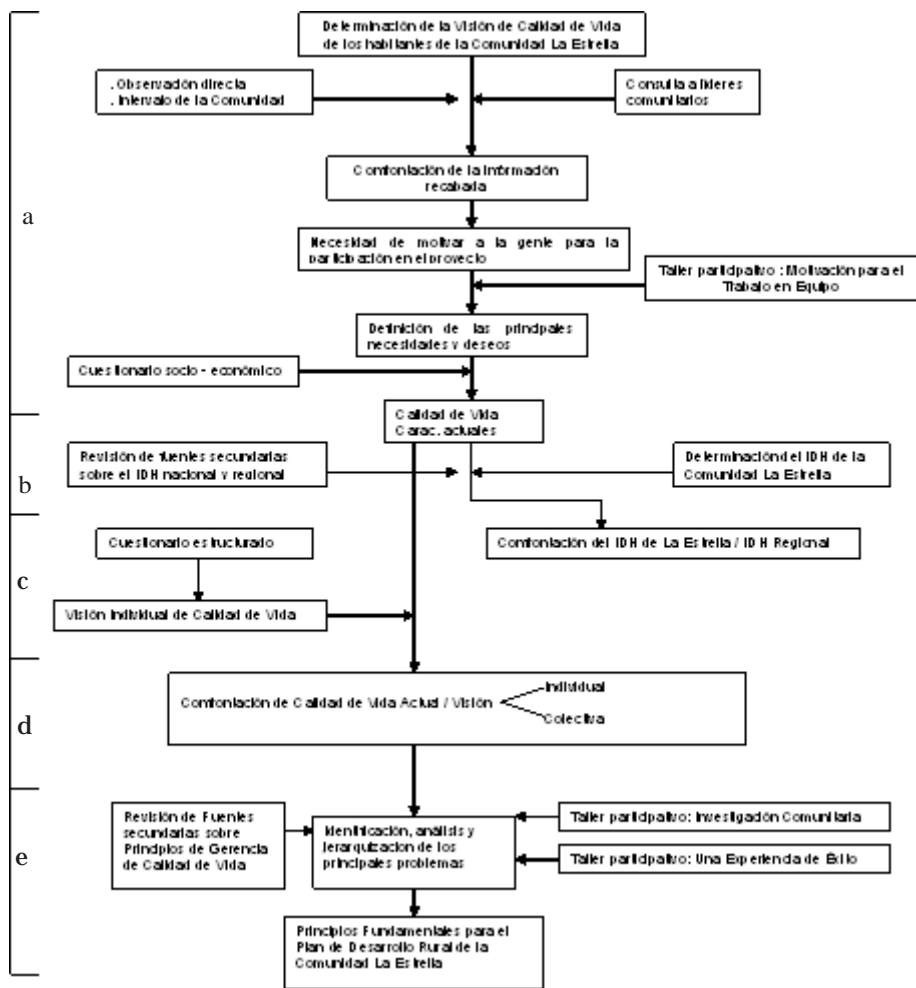 Determinación de la Visión de Calidad de Vida
de los habitantes de la Comunidad La Estrella
. Observación directa
. Intervalo de la Comunidad
Consulta a líderes
comunitarios
Comfontación de la información
recabada
a
Necesidad de motivar a la gente para la
participación en el proyecto
Taller participativo : Motivación para el
Trabajo en Equipo
Definición de las principales
necesidades y deseos
Cuestionario socio - económico
Calidad de Vida
Carac. actuales
Revisión de fuentes secundarias
sobre el IDH nacional y regional
Determinación del IDH de la
Comunidad La Estrella
b
Cuestionario estructurado
Comfontación del IDH de La Estrella / IDH Regional
c
Visión Individual de Calidad de Vida
Individual
Comfontación de Calidad de Vida Actual / Visión
Colectiva
d
Revisión de Fuentes
secundarias sobre
Principios de Gerencia
de Calidad de Vida
Identificación, análisis y
jerarquización de los
principales problemas
Taller participativo: Investigación Comunitaria
Taller participativo: Una Experiencia de Éxito
e
Principios Fundamentales para el
Plan de Desarrollo Rural de la
Comunidad La Estrella